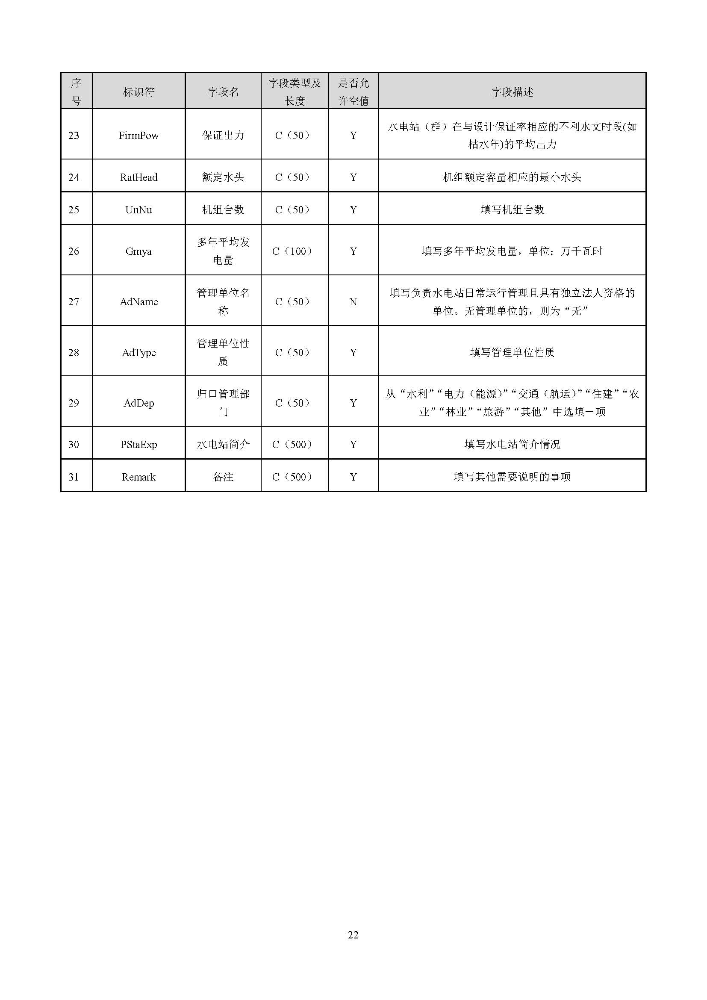 序号 标识符 字段名 字段类型及长度 是否允许空值 字段描述
23 FirmPow 保证出力 C（50） Y 水电站（群）在与设计保证率相应的不利水文时段(如
枯水年)的平均出力
24 RatHead 额定水头 C（50） Y 机组额定容量相应的最小水头
25 UnNu 机组台数 C（50） Y 填写机组台数
26 Gmya 多年平均发电量 C（100） Y 填写多年平均发电量，单位：万千瓦时
27 AdName 管理单位名称 C（50） N 填写负责水电站日常运行管理且具有独立法人资格的
单位。无管理单位的，则为“无”
28 AdType 管理单位性质 C（50） Y 填写管理单位性质
29 AdDep 归口管理部门 C（50） Y 从“水利”“电力（能源）”“交通（航运）”“住建”“农
业”“林业”“旅游”“其他”中选填一项
30 PStaExp 水电站简介 C（500） Y 填写水电站简介情况
31 Remark 备注 C（500） Y 填写其他需要说明的事项
22